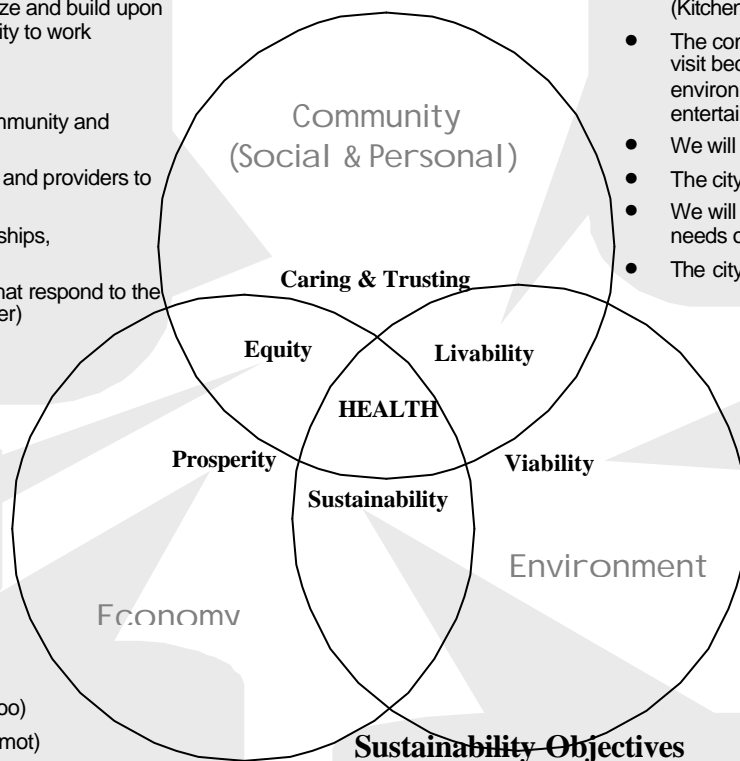 ze and build upon
ity to work
mmunity and
and providers to
ships,
hat respond to the
er)
(Kitchen
The con
visit bec
environ
entertai
We will
The city
We will
needs o
The city
Community
(Social & Personal)
Caring & Trusting
Equity
Livability
HEALTH
Prosperity
Viability
Sustainability
Environment
Economy
oo)
mot)
Sustainability Objectives